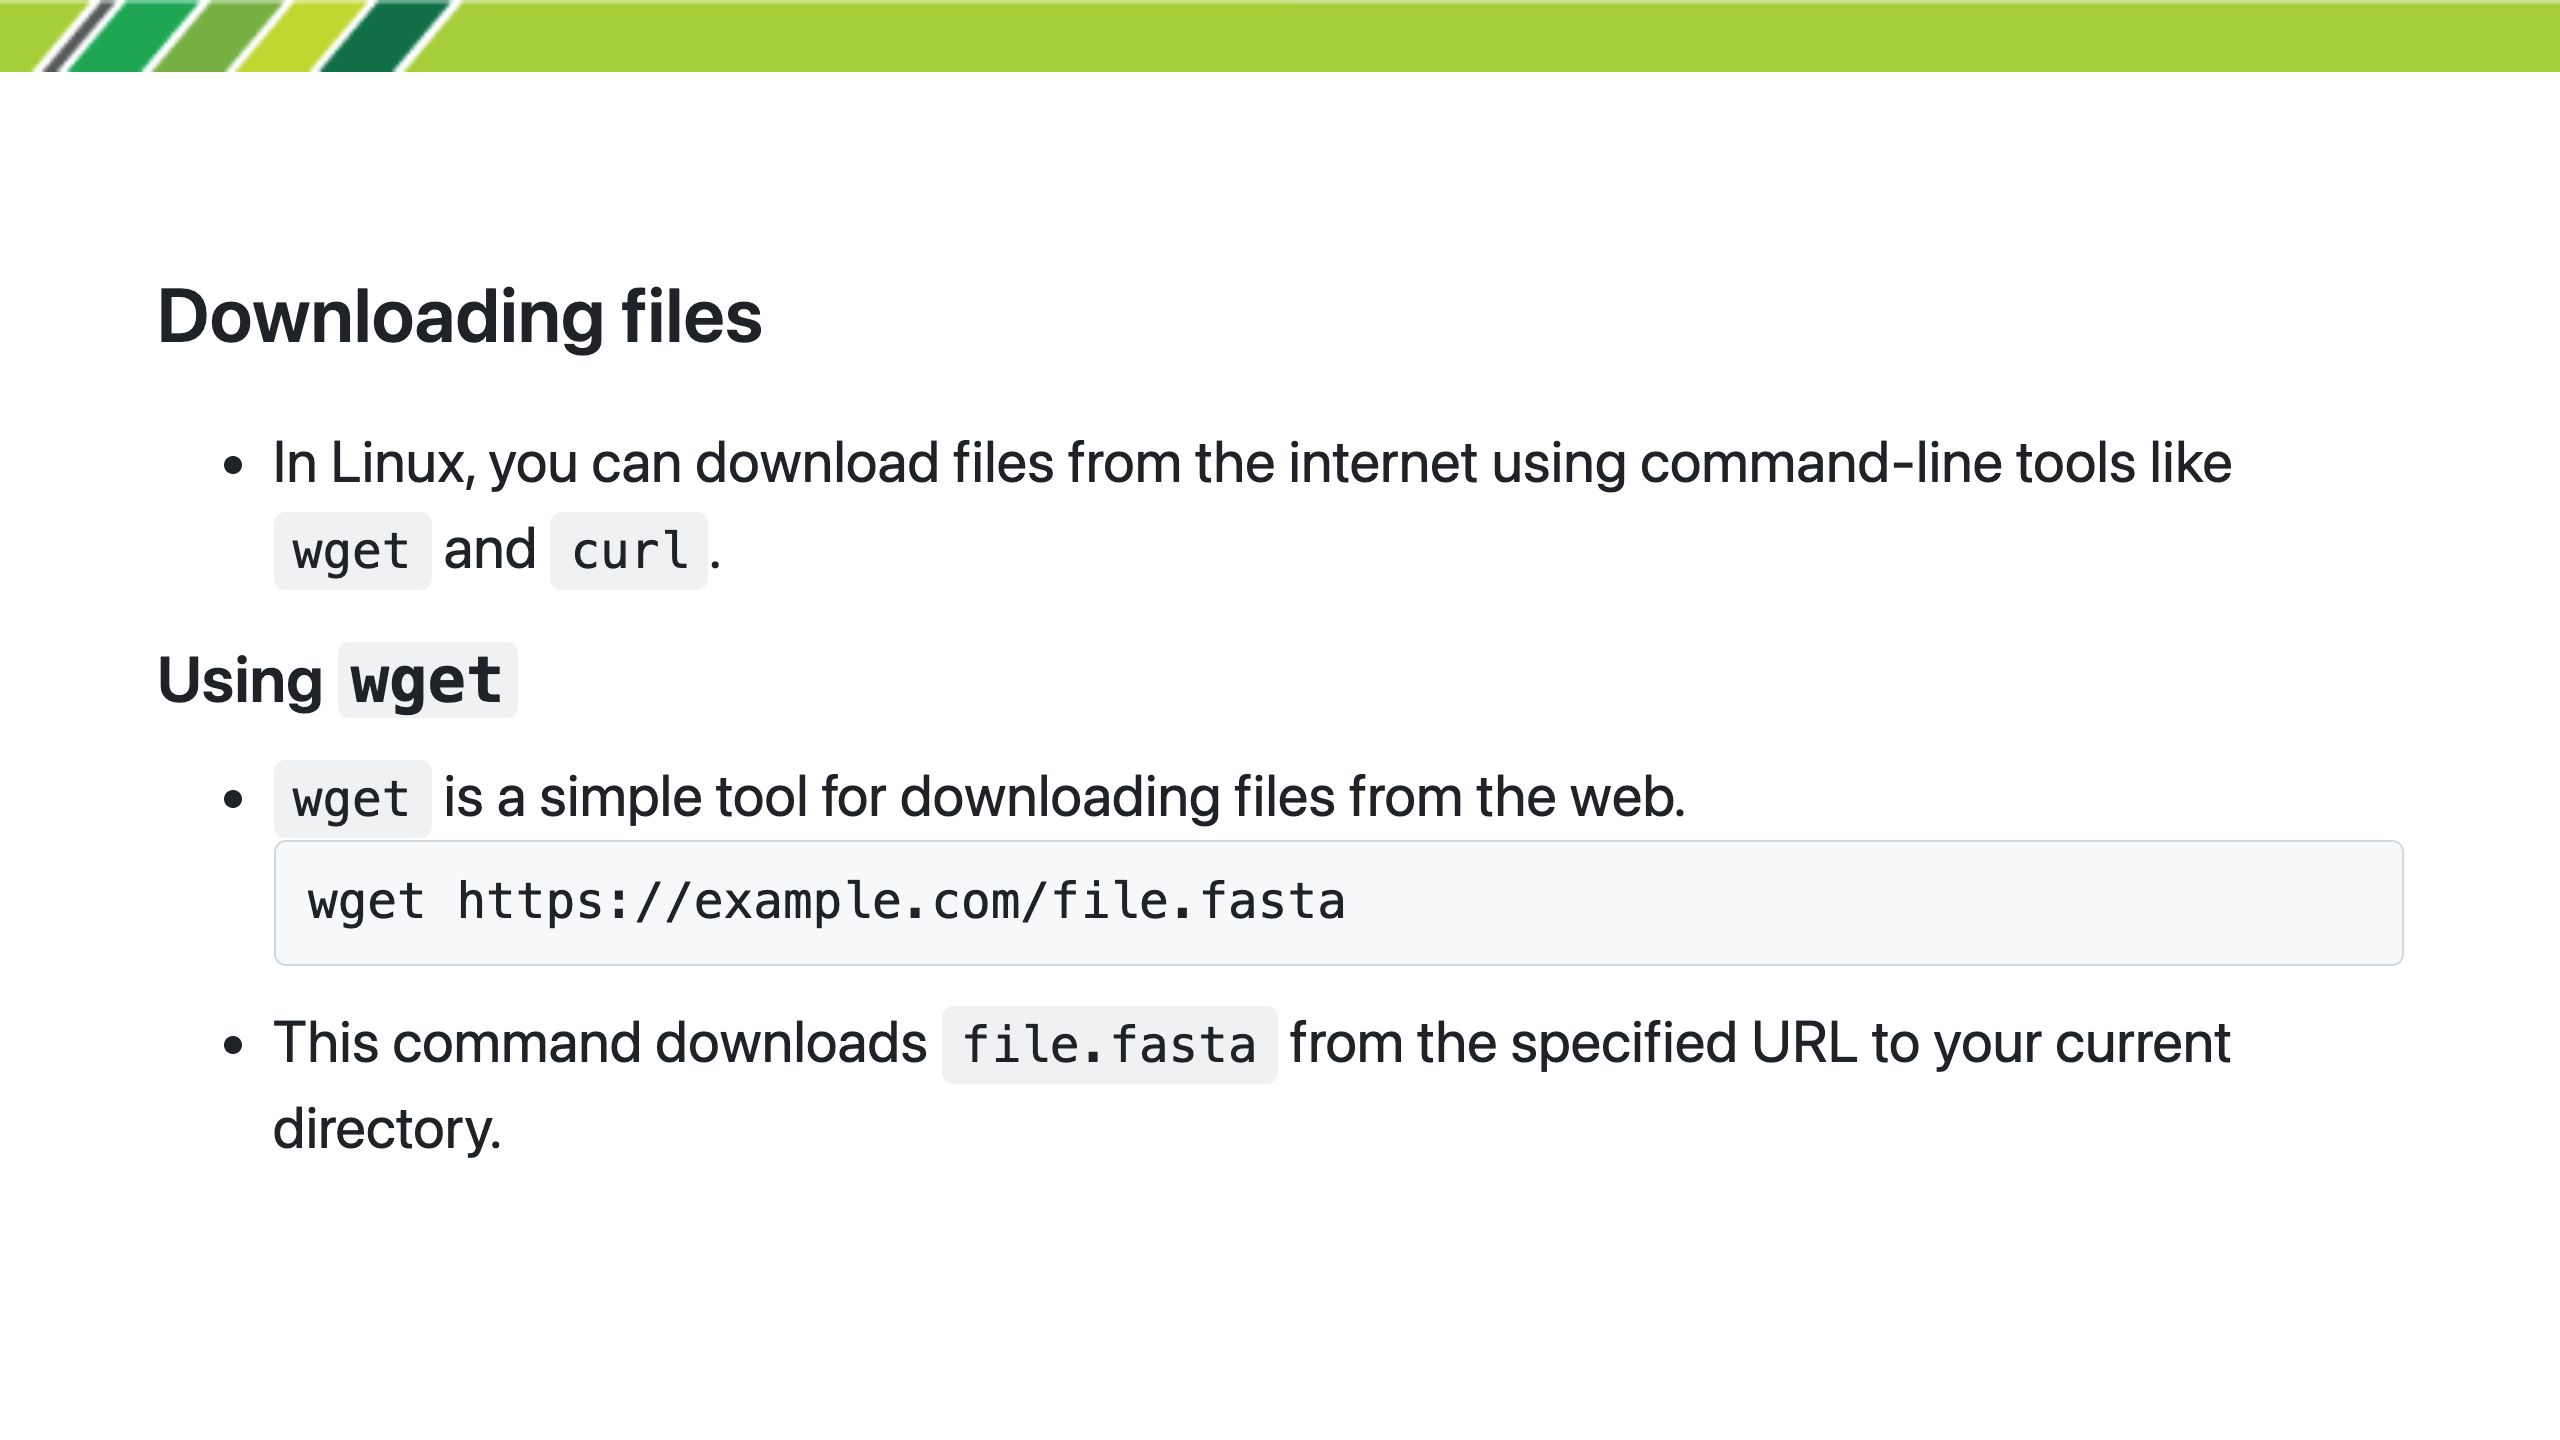 Downloading files
In Linux, you can download files from the internet using command-line tools like
wget and curl.
Using wget
wget is a simple tool for downloading files from the web.
wget https://example.com/file.fasta
This command downloads file.fasta from the specified URL to your current
directory.